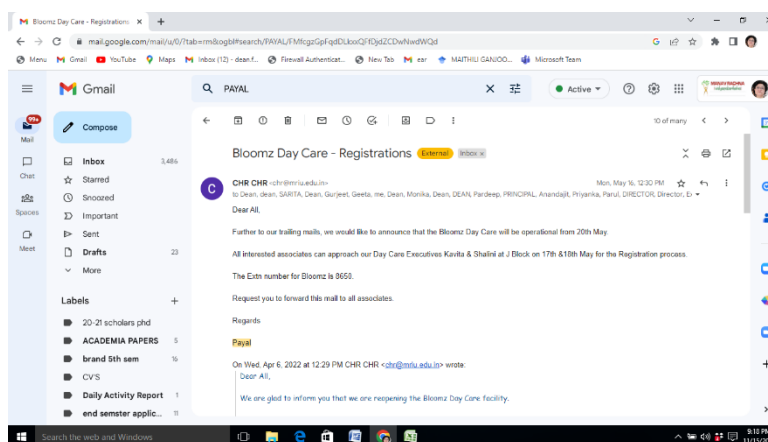 Bloomz Day Care - Registrations
mail.google.com/mail/u/0/?tab=rm&ogbl#search/PAYAL/
Menu Gmail YouTube Maps Inbox (12) - dean.f... Firewall Authenticat... New Tab ear MAITHILI GANJOO... Microsoft Team
Gmail
PAYAL
Active
99+
Mail
Compose
10 of many
Chat
Inbox 3,486
Bloomz Day Care - Registrations External Inbox x
Starred
CHR CHR <chr@mriu.edu.in> Mon, May 16, 12:30 PM
Spaces
Snoozed
to Dean, dean, SARITA, Dean, Gurjeet, Geeta, me, Dean, Monika, Dean, DEAN, Pardeep, PRINCIPAL, Anandajit, Priyanka, Parul, DIRECTOR, Director, E
Important
Dear All,
Meet
Sent
Further to our trailing mails, we would like to announce that the Bloomz Day Care will be operational from 20th May.
Drafts 23
All interested associates can approach our Day Care Executives Kavita & Shalini at J Block on 17th &18th May for the Registration process.
More
The Extn number for Bloomz is 8650.
Labels +
Request you to forward this mail to all associates.
20-21 scholars phd
Regards
ACADEMIA PAPERS 5
Payal
brand 5th sem 16
On Wed, Apr 6, 2022 at 12:29 PM CHR CHR <chr@mriu.edu.in> wrote:
CV'S
Dear All,
Daily Activity Report 1
We are glad to inform you that we are reopening the Bloomz Day Care facility.
end semster applic... 11
Search the web and Windows
9:18 PM